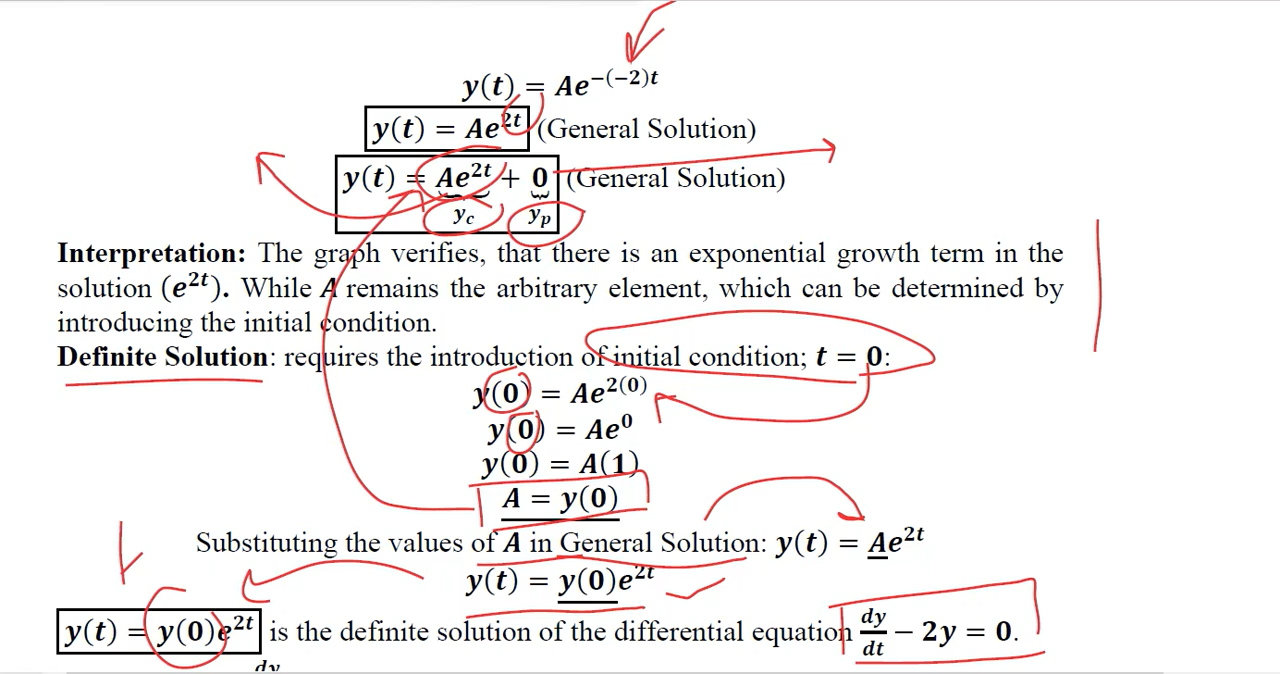 y(t) = Ae^{-(-2)t}
y(t) = Ae^{2t} (General Solution)
y(t) = Ae^{2t} + 0 (General Solution)
y_c y_p
Interpretation: The graph verifies, that there is an exponential growth term in the
solution (e^{2t}). While A remains the arbitrary element, which can be determined by
introducing the initial condition.
Definite Solution: requires the introduction of initial condition; t = 0:
y(0) = Ae^{2(0)}
y(0) = Ae^0
y(0) = A(1)
A = y(0)
Substituting the values of A in General Solution: y(t) = Ae^{2t}
y(t) = y(0)e^{2t}
y(t) = y(0)e^{2t} is the definite solution of the differential equation dy/dt − 2y = 0.
dy